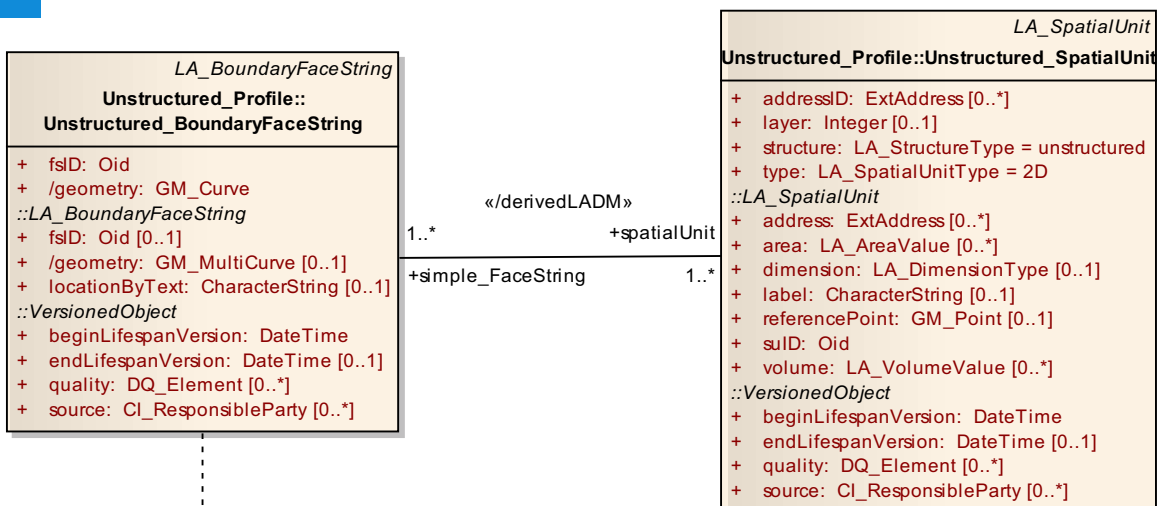 LA_BoundaryFaceString
Unstructured_Profile::
Unstructured_BoundaryFaceString
+ fsID: Oid
+ /geometry: GM_Curve
::LA_BoundaryFaceString
+ fsID: Oid [0..1]
+ /geometry: GM_MultiCurve [0..1]
+ locationByText: CharacterString [0..1]
::VersionedObject
+ beginLifespanVersion: DateTime
+ endLifespanVersion: DateTime [0..1]
+ quality: DQ_Element [0..*]
+ source: CI_ResponsibleParty [0..*]
«/derivedLADM»
1..* +spatialUnit
+simple_FaceString 1..*
LA_SpatialUnit
Unstructured_Profile::Unstructured_SpatialUnit
+ addressID: ExtAddress [0..*]
+ layer: Integer [0..1]
+ structure: LA_StructureType = unstructured
+ type: LA_SpatialUnitType = 2D
::LA_SpatialUnit
+ address: ExtAddress [0..*]
+ area: LA_AreaValue [0..*]
+ dimension: LA_DimensionType [0..1]
+ label: CharacterString [0..1]
+ referencePoint: GM_Point [0..1]
+ suID: Oid
+ volume: LA_VolumeValue [0..*]
::VersionedObject
+ beginLifespanVersion: DateTime
+ endLifespanVersion: DateTime [0..1]
+ quality: DQ_Element [0..*]
+ source: CI_ResponsibleParty [0..*]